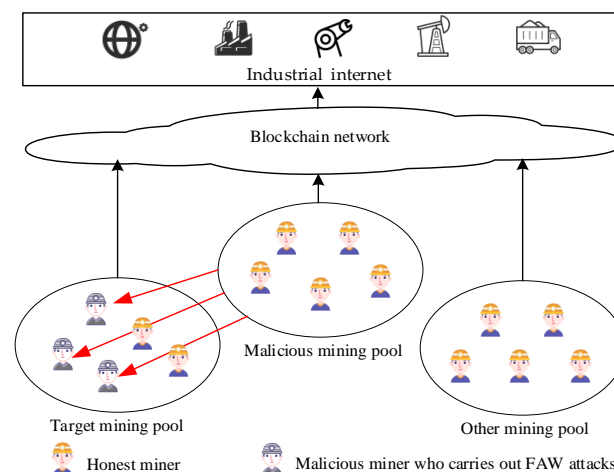 Industrial internet
Blockchain network
Malicious mining pool
Target mining pool
Other mining pool
Honest miner
Malicious miner who carries out FAW attacks